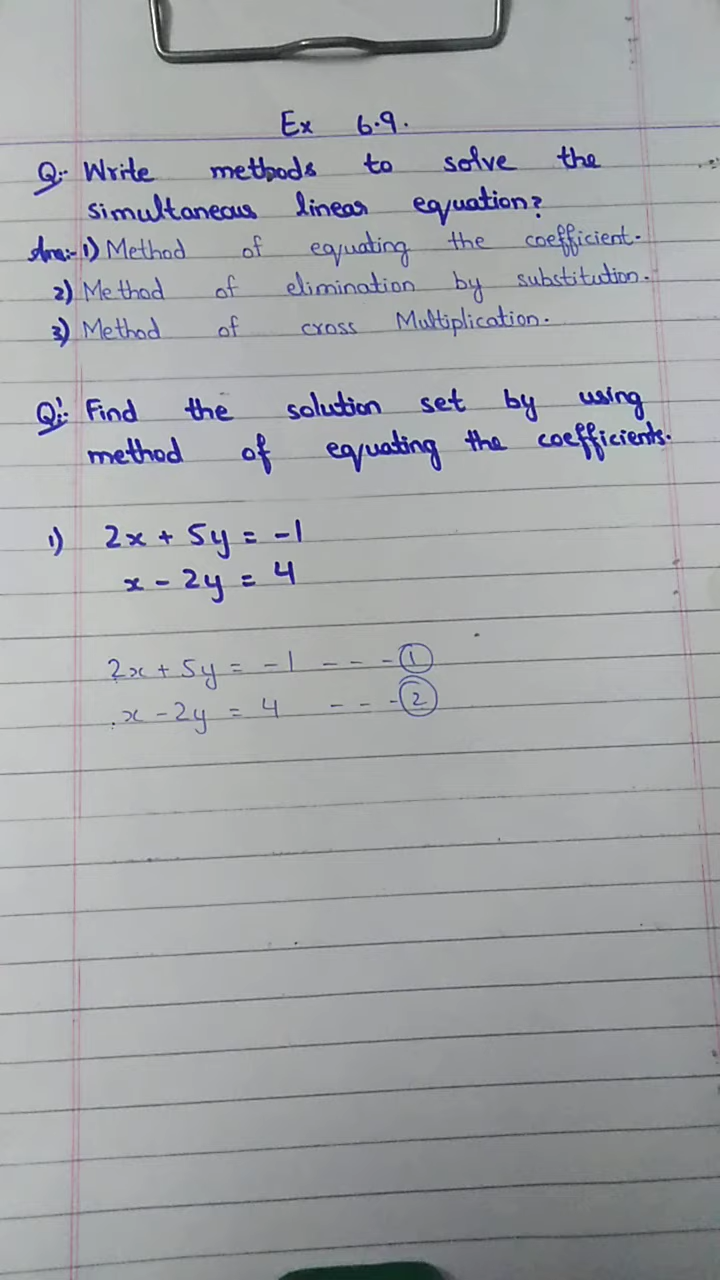 Ex 6.9.
Q:- Write methods to solve the
simultaneous linear equation?
Ans:- 1) Method of equating the coefficient.
2) Method of elimination by substitution.
3) Method of cross Multiplication.
Q1:- Find the solution set by using
method of equating the coefficients.
1) 2x + 5y = -1
x - 2y = 4
2x + 5y = -1 --- ①
x - 2y = 4 --- ②